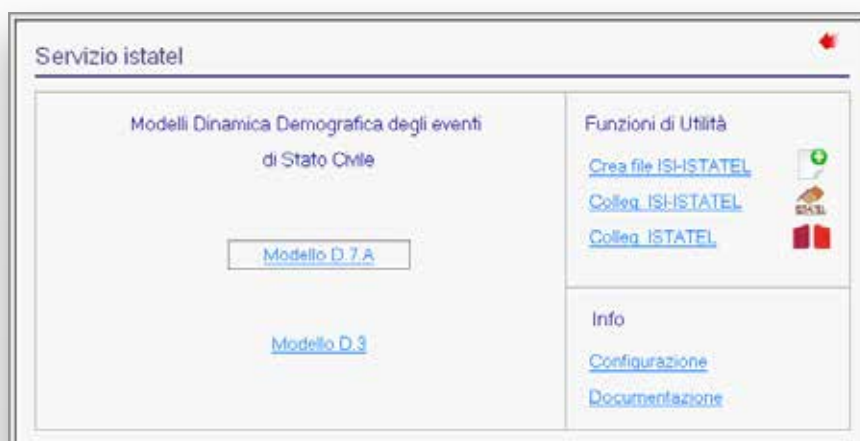 Servizio istatel
Modelli Dinamica Demografica degli eventi
di Stato Civile
Modello D.7.A
Modello D.3
Funzioni di Utilità
Crea file ISI-ISTATEL
Colleg. ISI-ISTATEL
Colleg. ISTATEL
Info
Configurazione
Documentazione